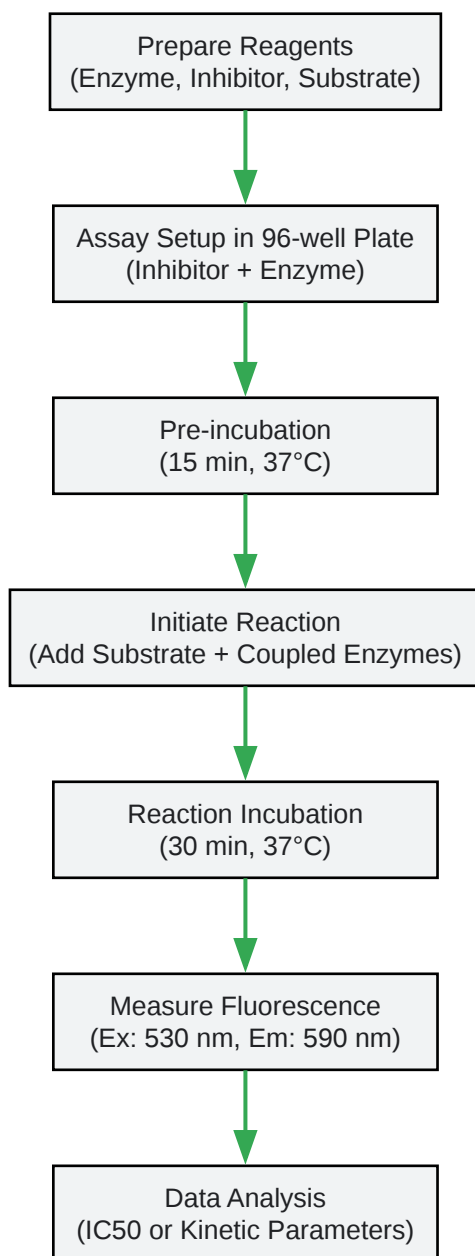 Prepare Reagents
(Enzyme, Inhibitor, Substrate)
Assay Setup in 96-well Plate
(Inhibitor + Enzyme)
Pre-incubation
(15 min, 37°C)
Initiate Reaction
(Add Substrate + Coupled Enzymes)
Reaction Incubation
(30 min, 37°C)
Measure Fluorescence
(Ex: 530 nm, Em: 590 nm)
Data Analysis
(IC50 or Kinetic Parameters)